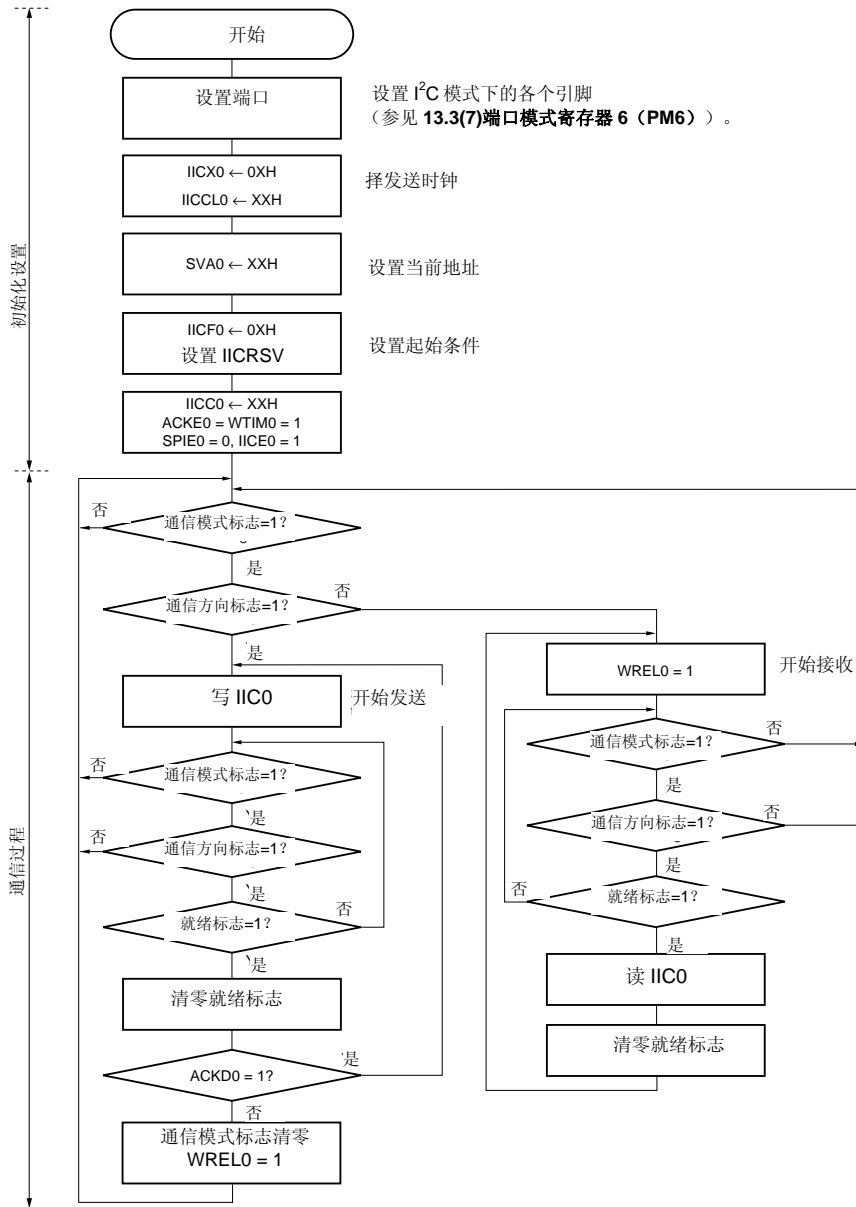 开始
设置端口
设置 I²C 模式下的各个引脚
（参见 13.3(7)端口模式寄存器 6（PM6））。
IICX0 ← 0XH
IICCL0 ← XXH
择发送时钟
SVA0 ← XXH
设置当前地址
IICF0 ← 0XH
设置 IICRSV
设置起始条件
IICC0 ← XXH
ACKE0 = WTIM0 = 1
SPIE0 = 0, IICE0 = 1
初始化设置
通信模式标志=1?
否
是
通信方向标志=1?
否
是
写 IIC0
开始发送
通信模式标志=1?
否
是
通信方向标志=1?
否
是
就绪标志=1?
否
是
清零就绪标志
ACKD0 = 1?
是
否
通信模式标志清零
WREL0 = 1
WREL0 = 1
开始接收
通信模式标志=1?
否
是
通信方向标志=1?
否
是
就绪标志=1?
否
是
读 IIC0
清零就绪标志
通信过程